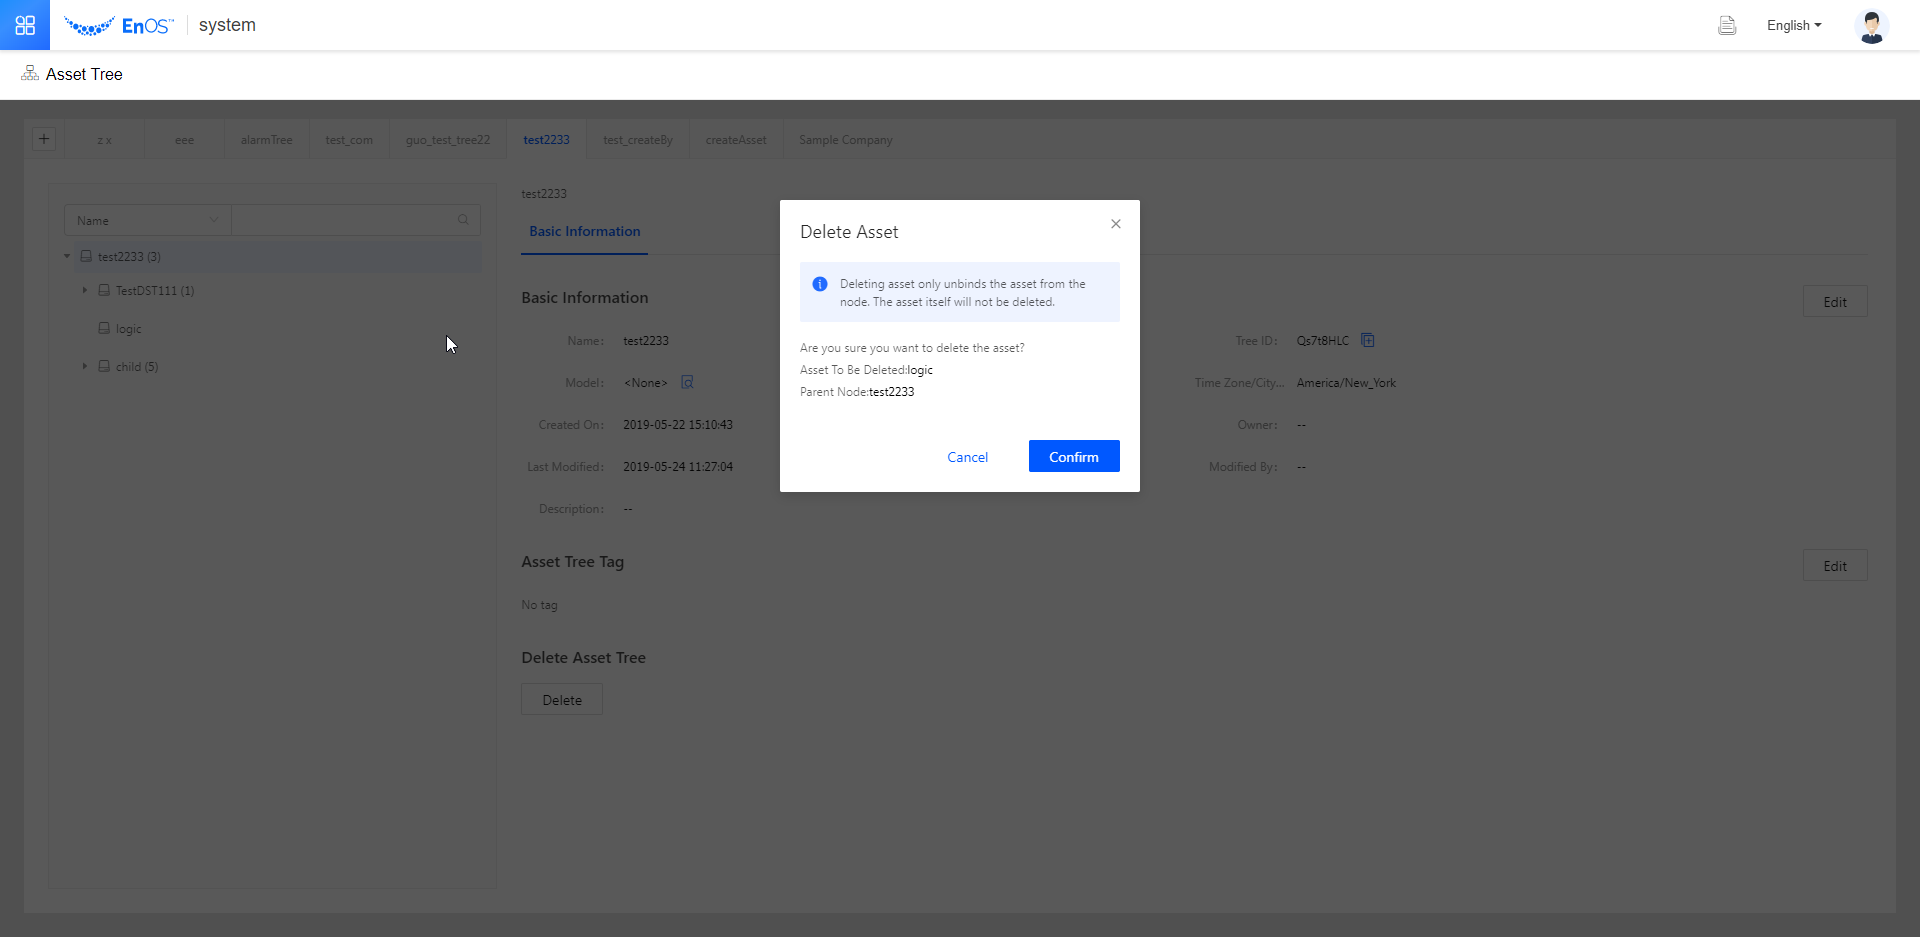 EnOS™ system
English
Asset Tree
+ z x eee alarmTree test_com guo_test_tree22 test2233 test_createBy createAsset Sample Company
Name
test2233 (3)
TestDST111 (1)
logic
child (5)
test2233
Basic Information
Basic Information
Edit
Name: test2233
Tree ID: Qs7t8HLC
Model: <None>
Time Zone/City... America/New_York
Created On: 2019-05-22 15:10:43
Owner: --
Last Modified: 2019-05-24 11:27:04
Modified By: --
Description: --
Asset Tree Tag
Edit
No tag
Delete Asset Tree
Delete
Delete Asset
Deleting asset only unbinds the asset from the
node. The asset itself will not be deleted.
Are you sure you want to delete the asset?
Asset To Be Deleted:logic
Parent Node:test2233
Cancel Confirm